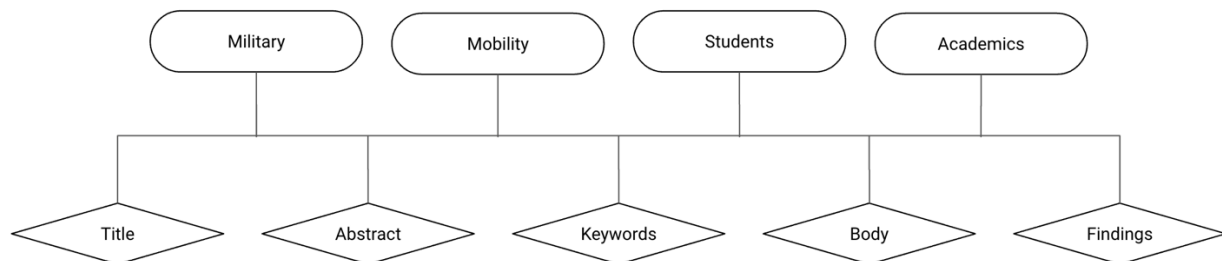 Military
Mobility
Students
Academics
Title
Abstract
Keywords
Body
Findings